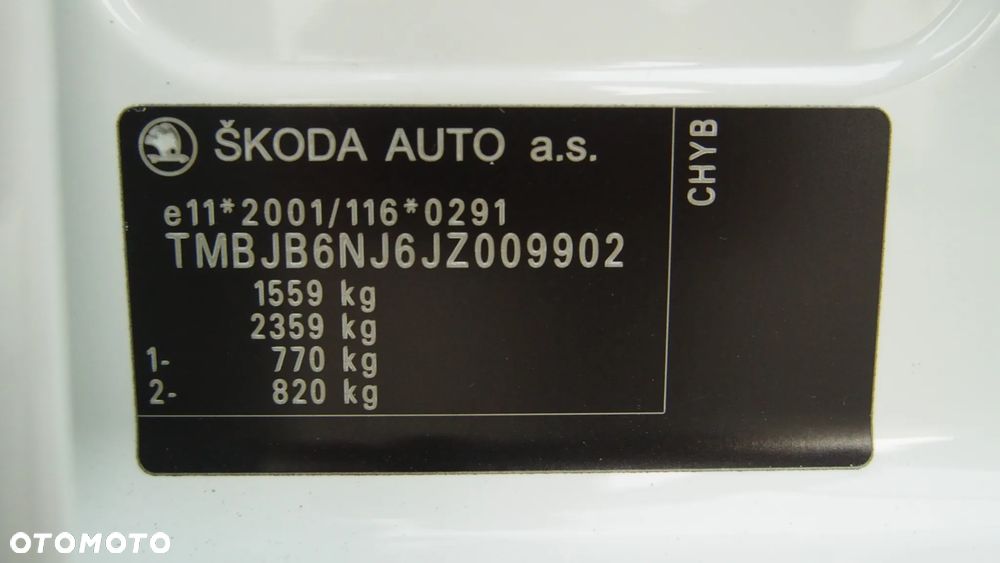 ŠKODA AUTO a.s.
e11*2001/116*0291
TMBJB6NJ6JZ009902
1559 kg
2359 kg
1- 770 kg
2- 820 kg
CHYB
OTOMOTO